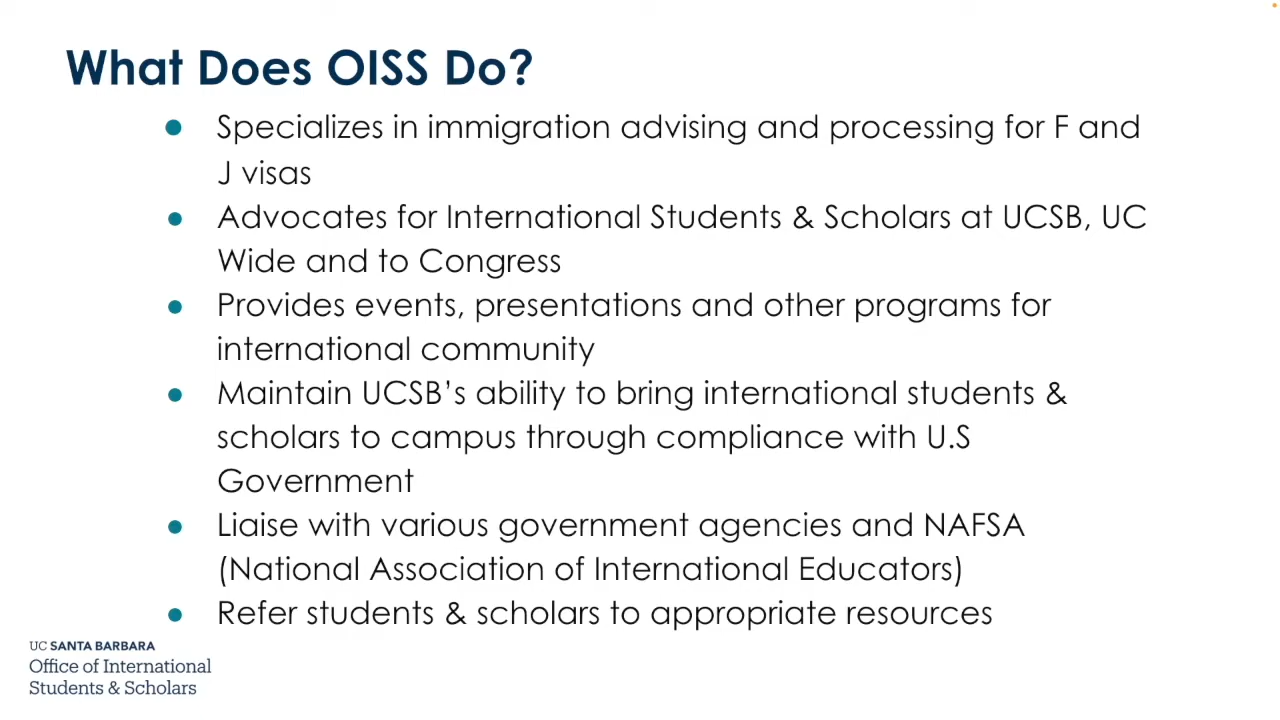 What Does OISS Do?
● Specializes in immigration advising and processing for F and
J visas
● Advocates for International Students & Scholars at UCSB, UC
Wide and to Congress
● Provides events, presentations and other programs for
international community
● Maintain UCSB’s ability to bring international students &
scholars to campus through compliance with U.S
Government
● Liaise with various government agencies and NAFSA
(National Association of International Educators)
● Refer students & scholars to appropriate resources
UC SANTA BARBARA
Office of International
Students & Scholars